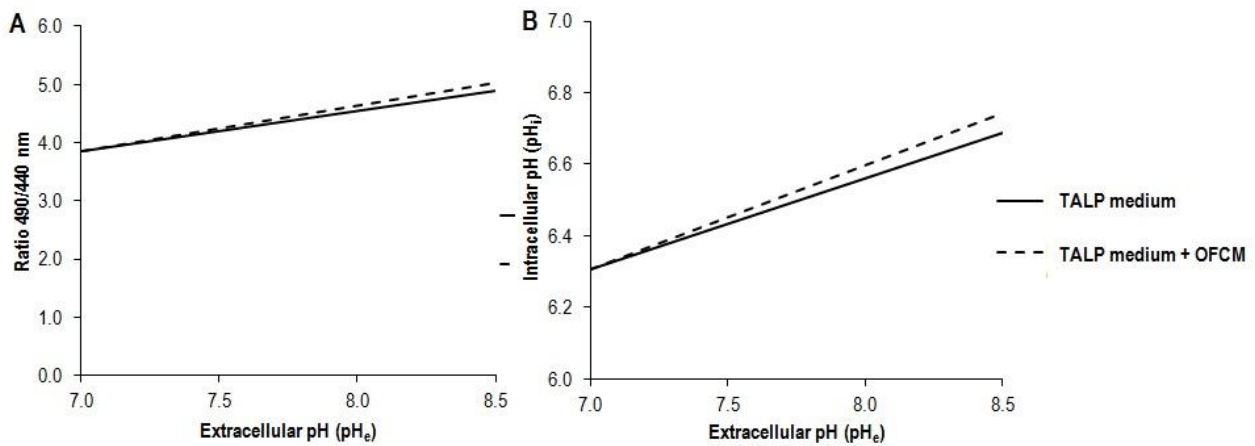 A
6.0
5.0
4.0
3.0
2.0
1.0
0.0
Ratio 490/440 nm
7.0
7.5
8.0
8.5
Extracellular pH (pHe)
B
7.0
6.8
6.6
6.4
6.2
6.0
Intracellular pH (pHi)
7.0
7.5
8.0
8.5
Extracellular pH (pHe)
TALP medium
TALP medium + OFCM